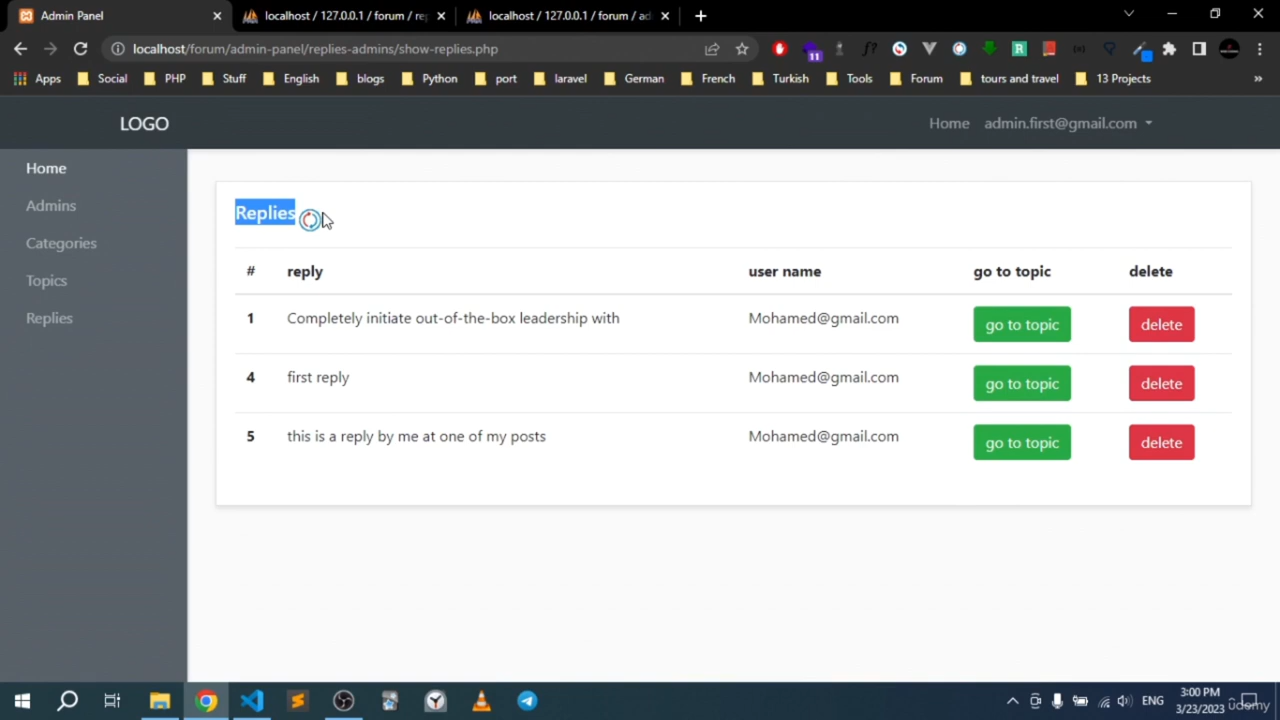 Admin Panel
localhost / 127.0.0.1 / forum / re
localhost / 127.0.0.1 / forum / ad
localhost/forum/admin-panel/replies-admins/show-replies.php
11
Apps
Social
PHP
Stuff
English
blogs
Python
port
laravel
German
French
Turkish
Tools
Forum
tours and travel
13 Projects
LOGO
Home
admin.first@gmail.com
Home
Admins
Categories
Topics
Replies
Replies
# reply user name go to topic delete
1 Completely initiate out-of-the-box leadership with Mohamed@gmail.com go to topic delete
4 first reply Mohamed@gmail.com go to topic delete
5 this is a reply by me at one of my posts Mohamed@gmail.com go to topic delete
ENG
3:00 PM
3/23/2023
udemy